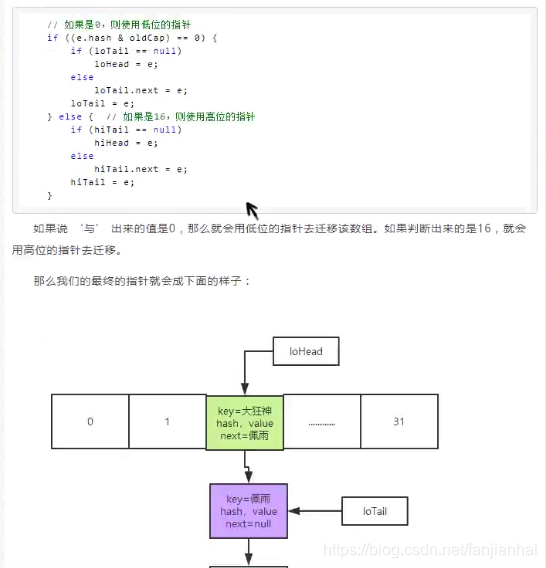 // 如果是0，则使用低位的指针
if ((e.hash & oldCap) == 0) {
if (loTail == null)
loHead = e;
else
loTail.next = e;
loTail = e;
} else { // 如果是16，则使用高位的指针
if (hiTail == null)
hiHead = e;
else
hiTail.next = e;
hiTail = e;
}
如果说 ‘与’ 出来的值是0，那么就会用低位的指针去迁移该数组。如果判断出来的是16，就会
用高位的指针去迁移。
那么我们的最终的指针就会成下面的样子：
loHead
0
1
key=大狂神
hash，value
next=佩雨
............
31
key=佩雨
hash，value
next=null
loTail
https://blog.csdn.net/fanjianhai